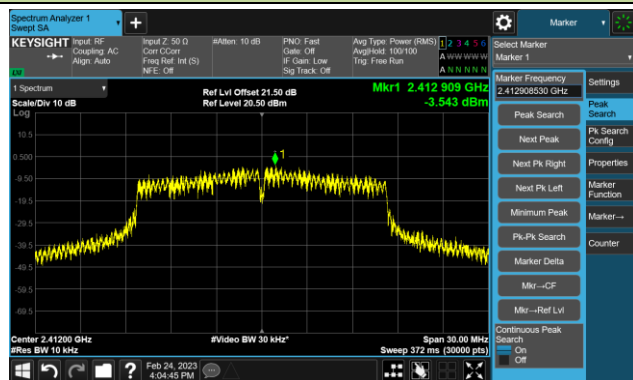 Spectrum Analyzer 1
Swept SA
Marker
KEYSIGHT
Input: RF
Coupling: AC
Align: Auto
Input Z: 50 Ω
Corr CCorr
Freq Ref: Int (S)
NFE: Off
#Atten: 10 dB
PNO: Fast
Gate: Off
IF Gain: Low
Sig Track: Off
Avg Type: Power (RMS)
Avg|Hold: 100/100
Trig: Free Run
1 2 3 4 5 6
A W W W W W
A N N N N N
Select Marker
Marker 1
1 Spectrum
Scale/Div 10 dB
Log
Ref Lvl Offset 21.50 dB
Ref Level 20.50 dBm
Mkr1 2.412 909 GHz
-3.543 dBm
10.5
0.500
-9.50
-19.5
-29.5
-39.5
-49.5
-59.5
-69.5
1
Center 2.41200 GHz
#Res BW 10 kHz
#Video BW 30 kHz*
Span 30.00 MHz
Sweep 372 ms (30000 pts)
Marker Frequency
2.412908530 GHz
Peak Search
Next Peak
Next Pk Right
Next Pk Left
Minimum Peak
Pk-Pk Search
Marker Delta
Mkr→CF
Mkr→Ref Lvl
Continuous Peak
Search
On
Off
Settings
Peak
Search
Pk Search
Config
Properties
Marker
Function
Marker→
Counter
Feb 24, 2023
4:04:45 PM